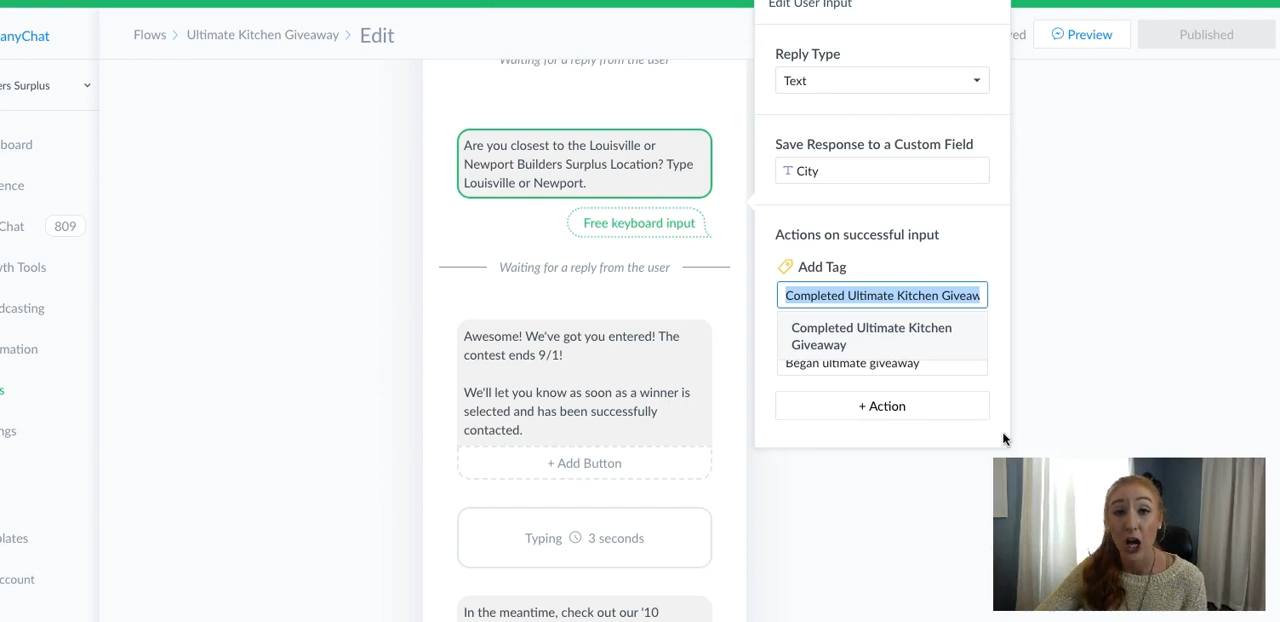 Edit User Input
anyChat
Flows > Ultimate Kitchen Giveaway > Edit
ed
Preview
Published
ers Surplus
board
ence
Chat 809
th Tools
dcasting
mation
s
ngs
lates
ccount
Waiting for a reply from the user
Are you closest to the Louisville or
Newport Builders Surplus Location? Type
Louisville or Newport.
Free keyboard input
Waiting for a reply from the user
Awesome! We've got you entered! The
contest ends 9/1!
We'll let you know as soon as a winner is
selected and has been successfully
contacted.
+ Add Button
Typing 3 seconds
In the meantime, check out our '10
Reply Type
Text
Save Response to a Custom Field
T City
Actions on successful input
Add Tag
Completed Ultimate Kitchen Giveaw
Completed Ultimate Kitchen
Giveaway
Began ultimate giveaway
+ Action